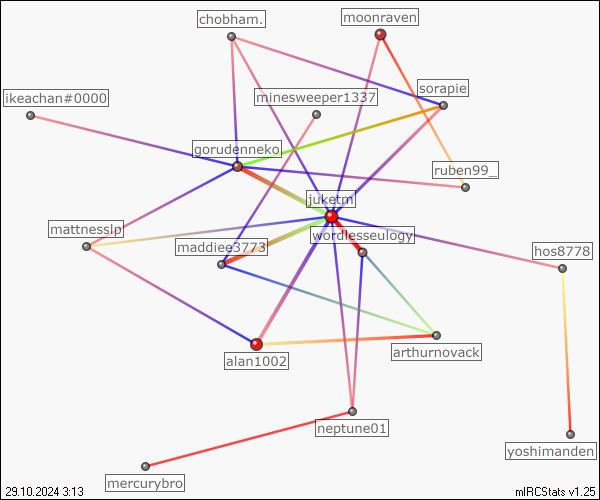 chobham.
moonraven
sorapie
ikeachan#0000
minesweeper1337
gorudenneko
ruben99_
juketm
mattnesslp
wordlesseulogy
maddiee3773
hos8778
arthurnovack
alan1002
neptune01
yoshimanden
mercurybro
29.10.2024 3:13
mIRCStats v1.25